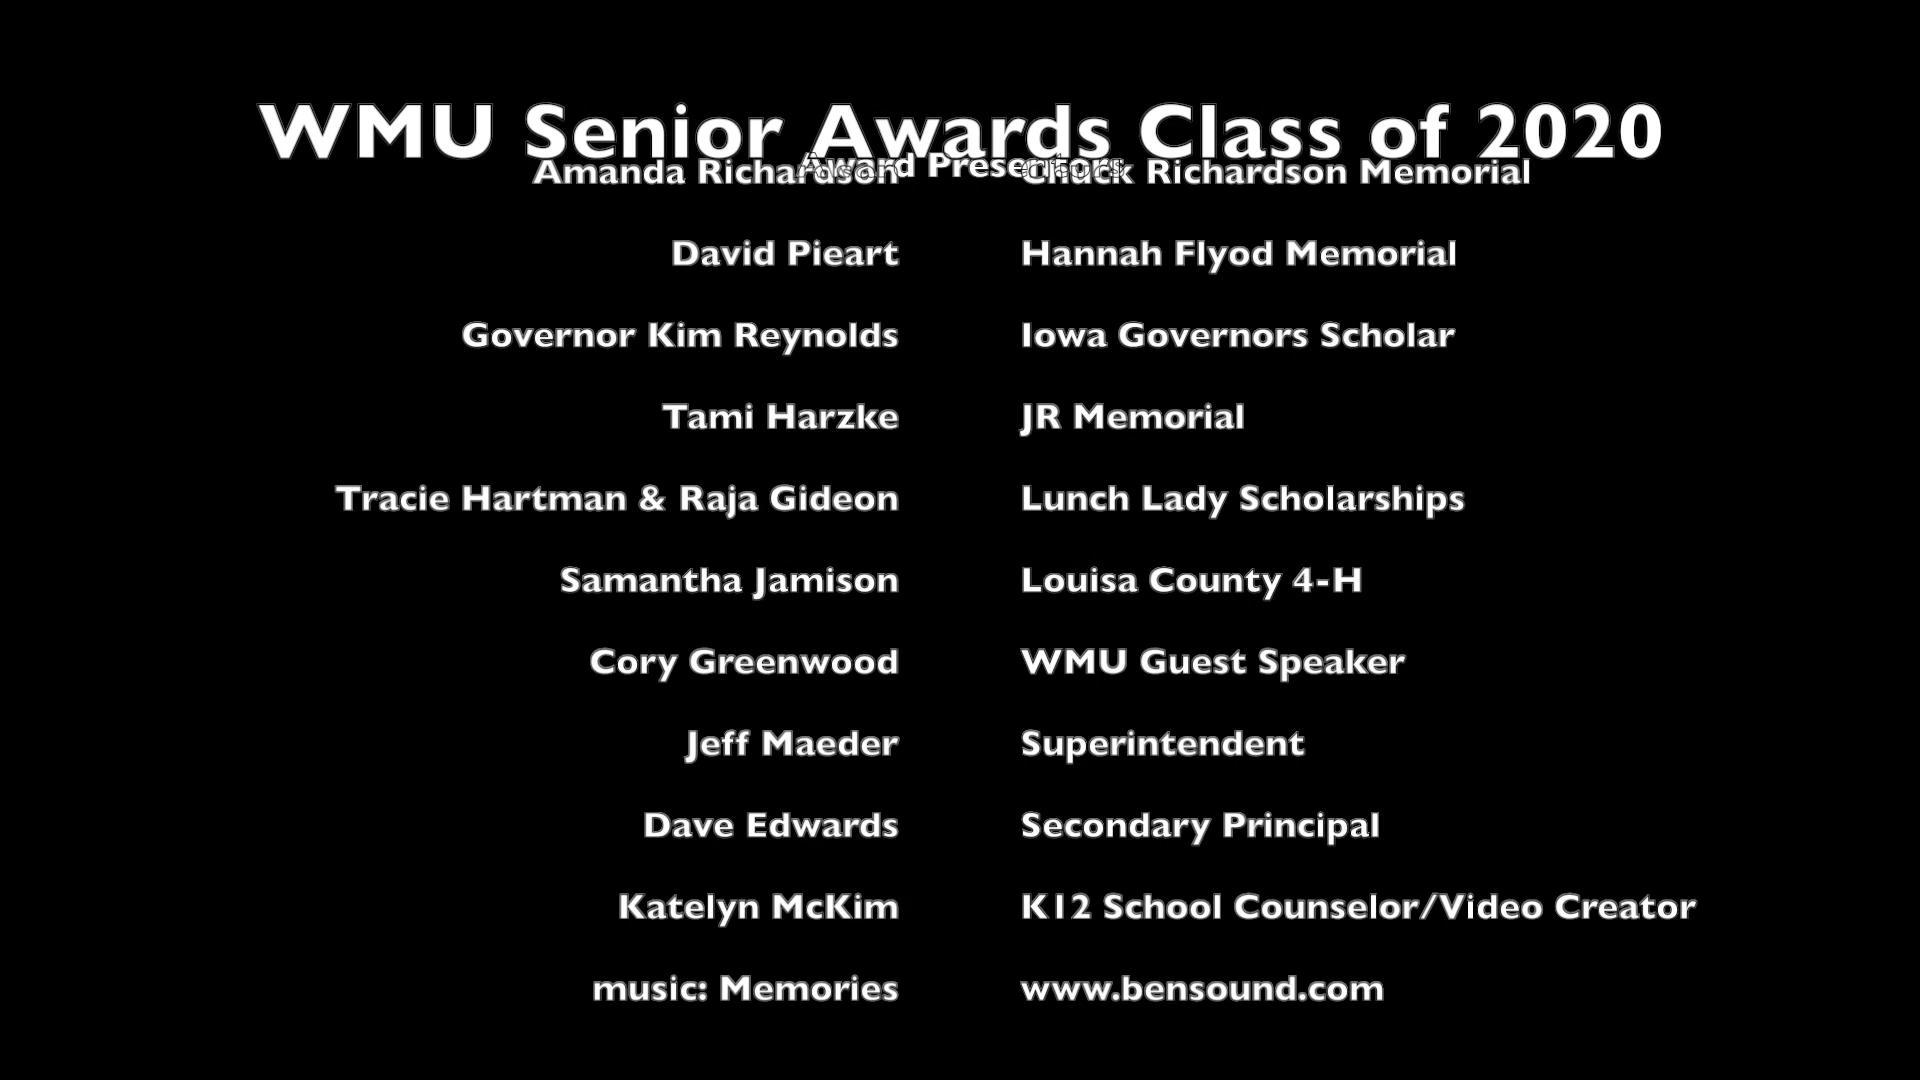 WMU Senior Awards Class of 2020
Award Presentors
Amanda Richardson Chuck Richardson Memorial
David Pieart Hannah Flyod Memorial
Governor Kim Reynolds Iowa Governors Scholar
Tami Harzke JR Memorial
Tracie Hartman & Raja Gideon Lunch Lady Scholarships
Samantha Jamison Louisa County 4-H
Cory Greenwood WMU Guest Speaker
Jeff Maeder Superintendent
Dave Edwards Secondary Principal
Katelyn McKim K12 School Counselor/Video Creator
music: Memories www.bensound.com